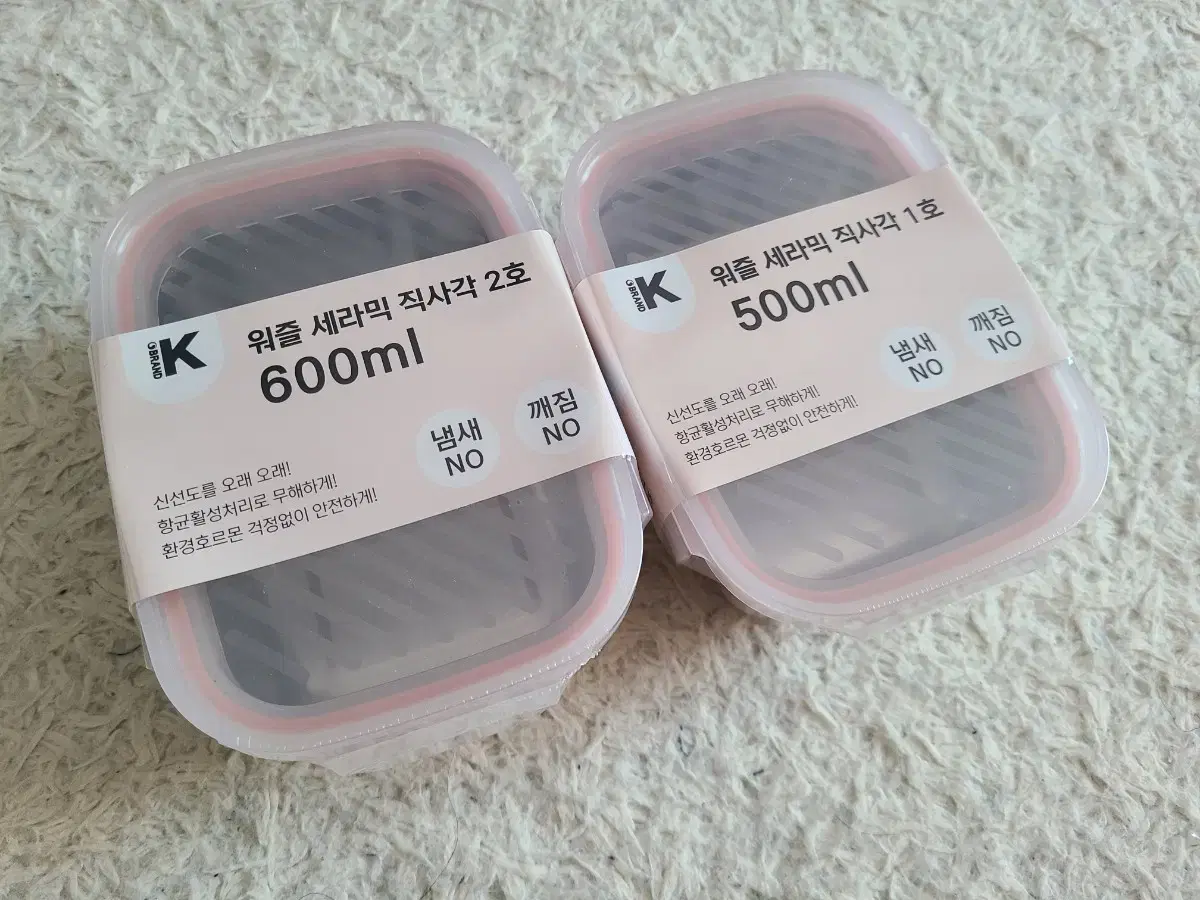 BRAND K
워즐 세라믹 직사각 2호
600ml
냄새
NO
깨짐
NO
신선도를 오래 오래!
항균활성처리로 무해하게!
환경호르몬 걱정없이 안전하게!
BRAND K
워즐 세라믹 직사각 1호
500ml
냄새
NO
깨짐
NO
신선도를 오래 오래!
항균활성처리로 무해하게!
환경호르몬 걱정없이 안전하게!